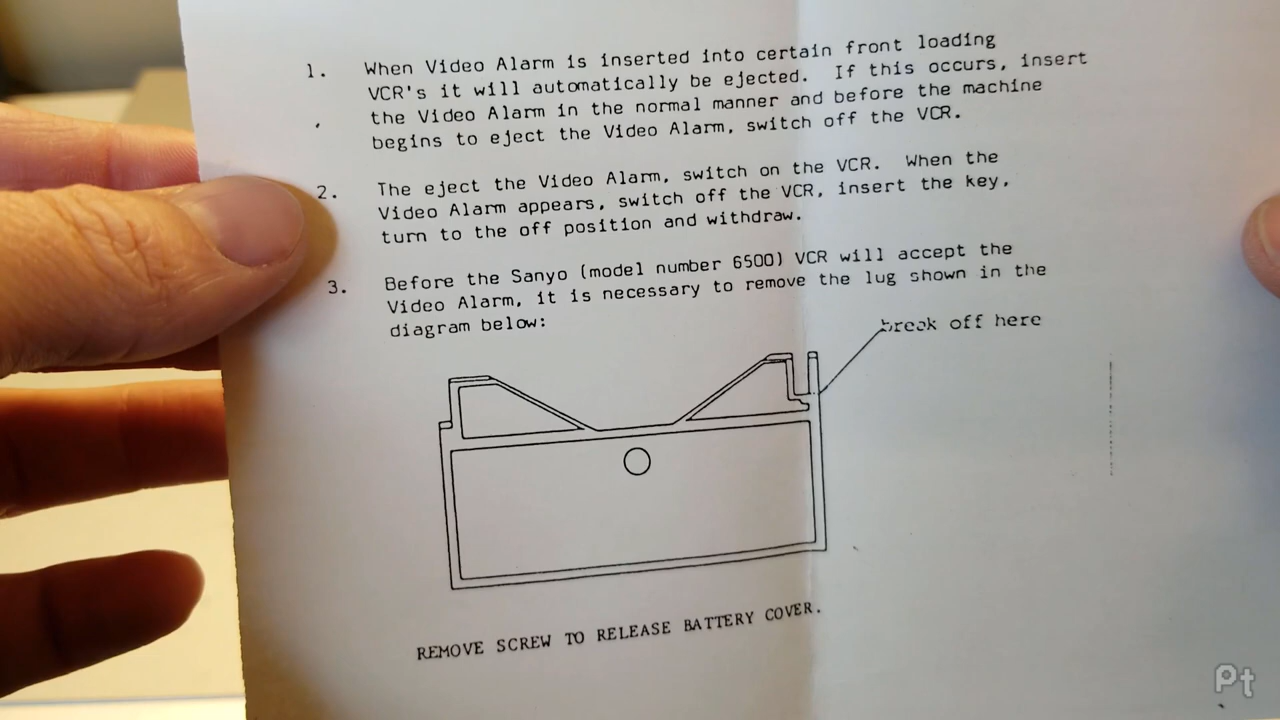 1. When Video Alarm is inserted into certain front loading
VCR's it will automatically be ejected. If this occurs, insert
the Video Alarm in the normal manner and before the machine
begins to eject the Video Alarm, switch off the VCR.
2. The eject the Video Alarm, switch on the VCR. When the
Video Alarm appears, switch off the VCR, insert the key,
turn to the off position and withdraw.
3. Before the Sanyo (model number 6500) VCR will accept the
Video Alarm, it is necessary to remove the lug shown in the
diagram below:
break off here
REMOVE SCREW TO RELEASE BATTERY COVER.
Pt